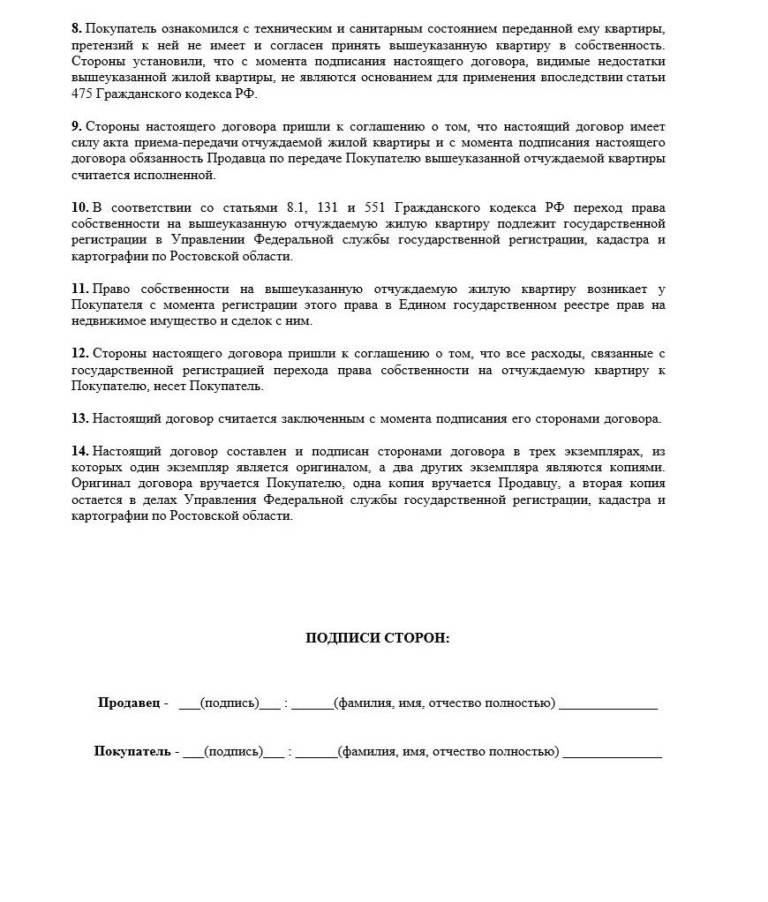 8. Покупатель ознакомился с техническим и санитарным состоянием переданной ему квартиры,
претензий к ней не имеет и согласен принять вышеуказанную квартиру в собственность.
Стороны установили, что с момента подписания настоящего договора, видимые недостатки
вышеуказанной жилой квартиры, не являются основанием для применения впоследствии статьи
475 Гражданского кодекса РФ.
9. Стороны настоящего договора пришли к соглашению о том, что настоящий договор имеет
силу акта приема-передачи отчуждаемой жилой квартиры и с момента подписания настоящего
договора обязанность Продавца по передаче Покупателю вышеуказанной отчуждаемой квартиры
считается исполненной.
10. В соответствии со статьями 8.1, 131 и 551 Гражданского кодекса РФ переход права
собственности на вышеуказанную отчуждаемую жилую квартиру подлежит государственной
регистрации в Управлении Федеральной службы государственной регистрации, кадастра и
картографии по Ростовской области.
11. Право собственности на вышеуказанную отчуждаемую жилую квартиру возникает у
Покупателя с момента регистрации этого права в Едином государственном реестре прав на
недвижимое имущество и сделок с ним.
12. Стороны настоящего договора пришли к соглашению о том, что все расходы, связанные с
государственной регистрацией перехода права собственности на отчуждаемую квартиру к
Покупателю, несет Покупатель.
13. Настоящий договор считается заключенным с момента подписания его сторонами договора.
14. Настоящий договор составлен и подписан сторонами договора в трех экземплярах, из
которых один экземпляр является оригиналом, а два других экземпляра являются копиями.
Оригинал договора вручается Покупателю, одна копия вручается Продавцу, а вторая копия
остается в делах Управления Федеральной службы государственной регистрации, кадастра и
картографии по Ростовской области.
ПОДПИСИ СТОРОН:
Продавец - ___(подпись)___ : ______(фамилия, имя, отчество полностью) ______________
Покупатель - ___(подпись)___ : ______(фамилия, имя, отчество полностью) ______________